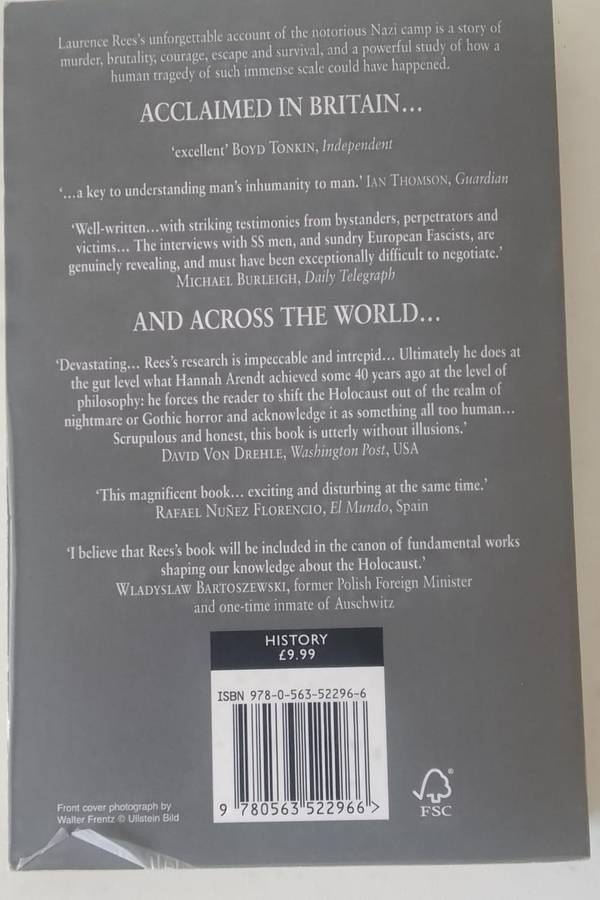 Laurence Rees's unforgettable account of the notorious Nazi camp is a story of
murder, brutality, courage, escape and survival, and a powerful study of how a
human tragedy of such immense scale could have happened.
ACCLAIMED IN BRITAIN...
'excellent' BOYD TONKIN, Independent
'...a key to understanding man's inhumanity to man.' IAN THOMSON, Guardian
'Well-written...with striking testimonies from bystanders, perpetrators and
victims... The interviews with SS men, and sundry European Fascists, are
genuinely revealing, and must have been exceptionally difficult to negotiate.'
MICHAEL BURLEIGH, Daily Telegraph
AND ACROSS THE WORLD...
'Devastating... Rees's research is impeccable and intrepid... Ultimately he does at
the gut level what Hannah Arendt achieved some 40 years ago at the level of
philosophy: he forces the reader to shift the Holocaust out of the realm of
nightmare or Gothic horror and acknowledge it as something all too human...
Scrupulous and honest, this book is utterly without illusions.'
DAVID VON DREHLE, Washington Post, USA
'This magnificent book... exciting and disturbing at the same time.'
RAFAEL NUÑEZ FLORENCIO, El Mundo, Spain
'I believe that Rees's book will be included in the canon of fundamental works
shaping our knowledge about the Holocaust.'
WLADYSLAW BARTOSZEWSKI, former Polish Foreign Minister
and one-time inmate of Auschwitz
HISTORY
£9.99
ISBN 978-0-563-52296-6
9 780563 522966 >
Front cover photograph by
Walter Frentz © Ullstein Bild
®
FSC